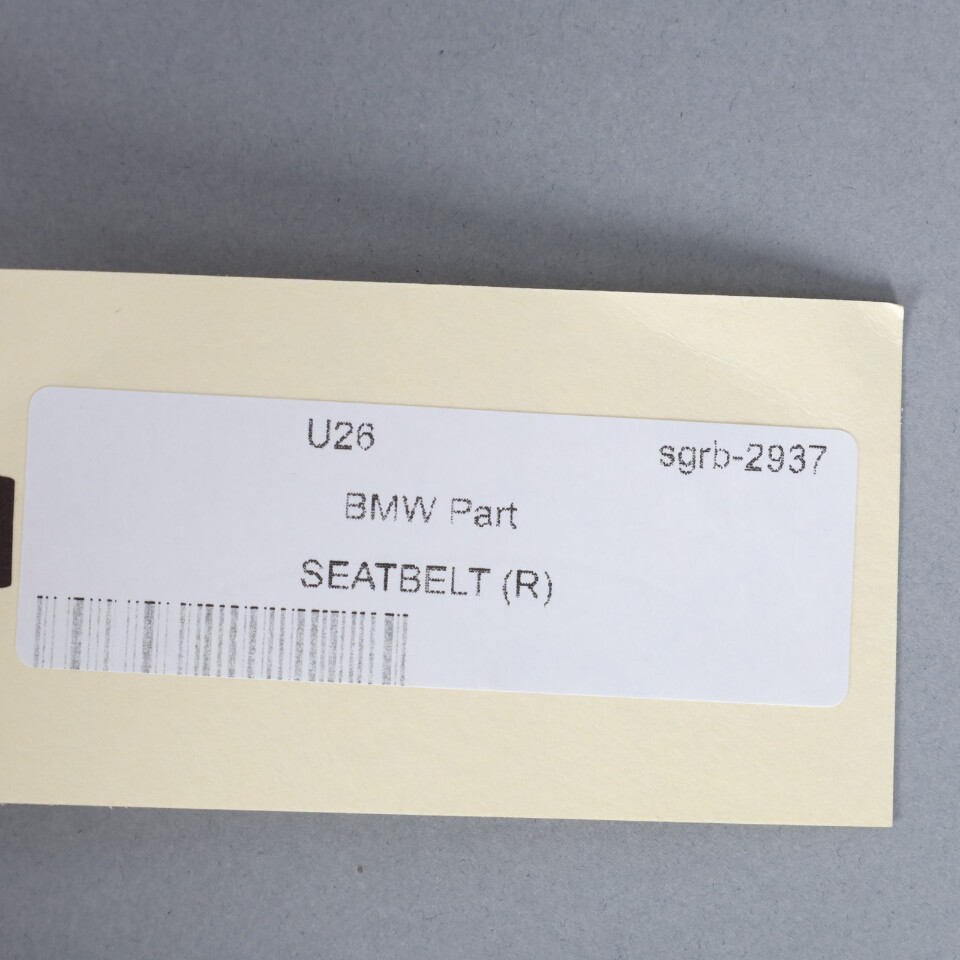 U26 sgrb-2937
BMW Part
SEATBELT (R)